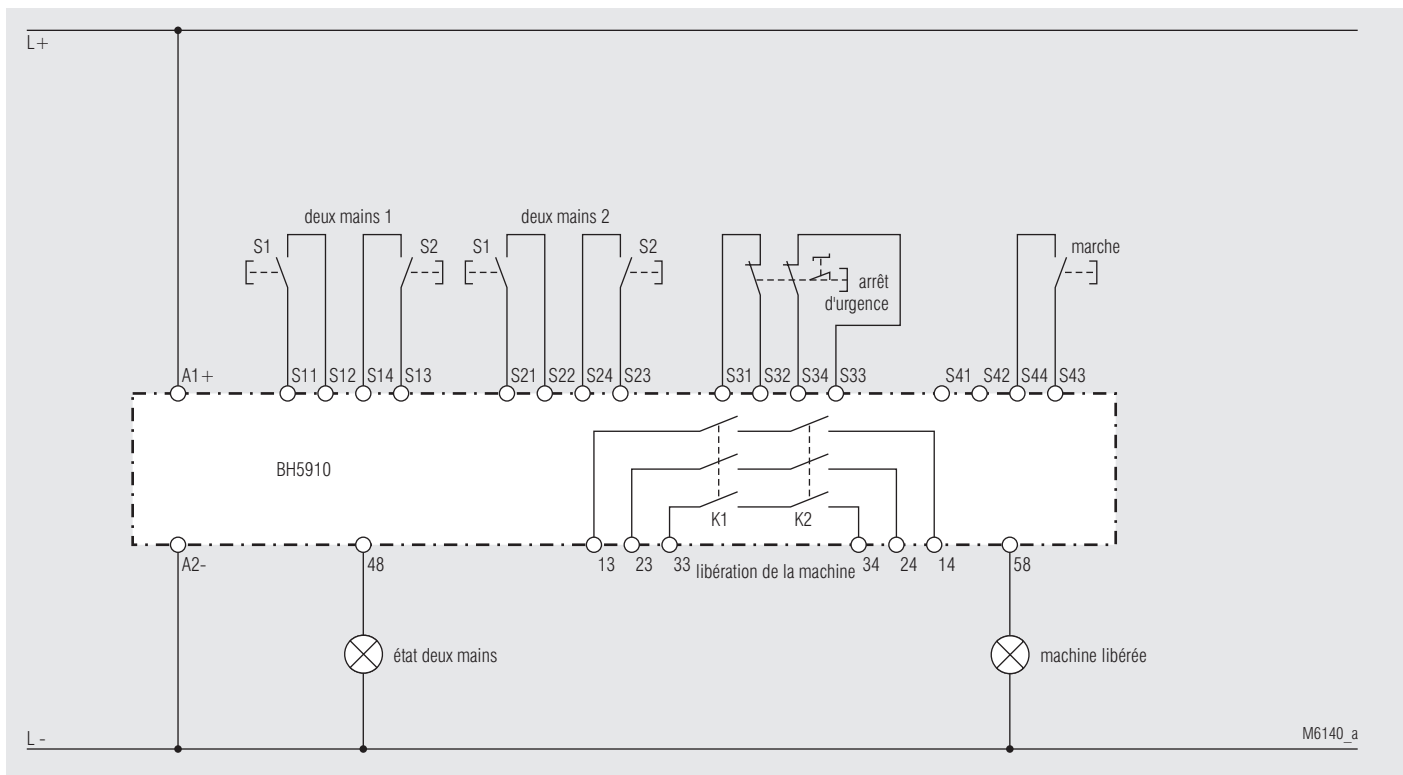 L+
deux mains 1
deux mains 2
S1
S2
S1
S2
marche
arrêt
d'urgence
A1+
S11
S12
S14
S13
S21
S22
S24
S23
S31
S32
S34
S33
S41
S42
S44
S43
BH5910
K1
K2
A2-
48
13
23
33
libération de la machine
34
24
14
58
état deux mains
machine libérée
L -
M6140_a